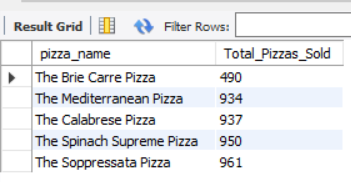 Result Grid Filter Rows:
pizza_name Total_Pizzas_Sold
The Brie Carre Pizza 490
The Mediterranean Pizza 934
The Calabrese Pizza 937
The Spinach Supreme Pizza 950
The Soppressata Pizza 961